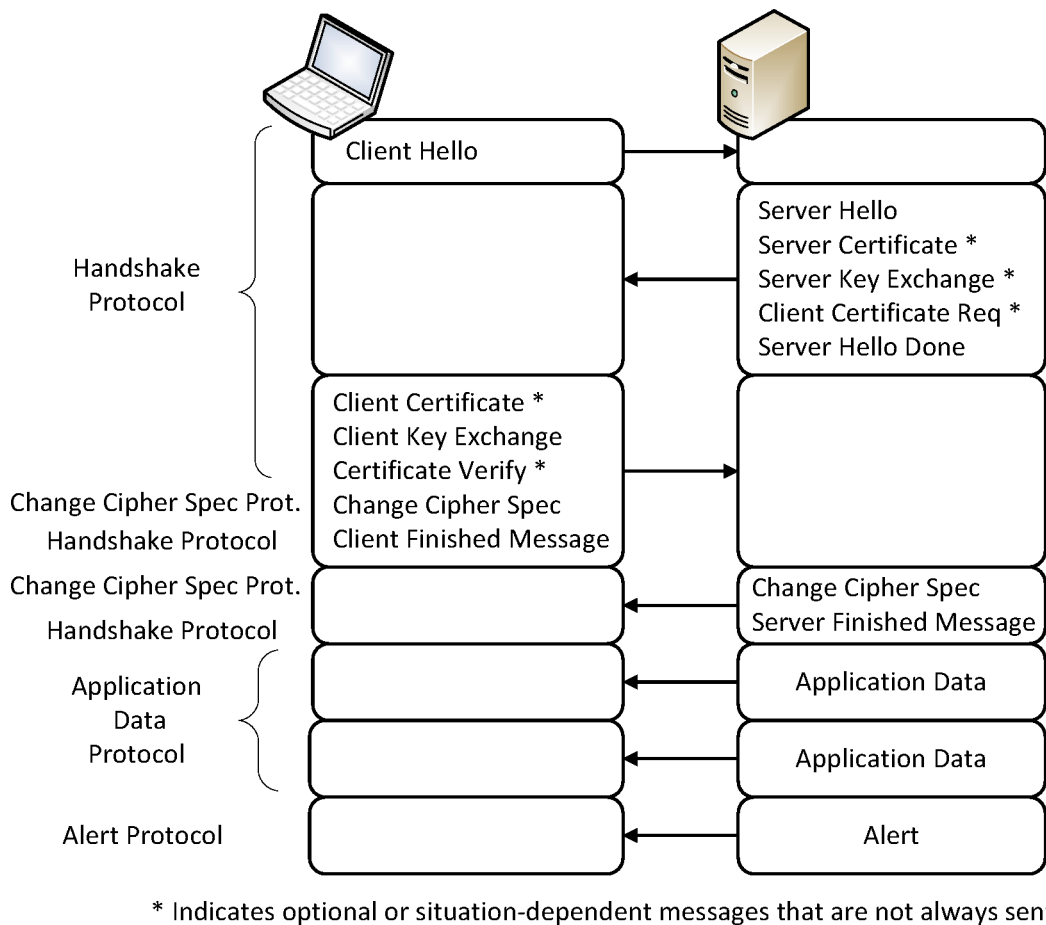 Client Hello
Server Hello
Server Certificate *
Server Key Exchange *
Client Certificate Req *
Server Hello Done
Handshake
Protocol
Client Certificate *
Client Key Exchange
Certificate Verify *
Change Cipher Spec
Client Finished Message
Change Cipher Spec Prot.
Handshake Protocol
Change Cipher Spec Prot.
Handshake Protocol
Change Cipher Spec
Server Finished Message
Application
Data
Protocol
Application Data
Application Data
Alert Protocol
Alert
* Indicates optional or situation-dependent messages that are not always sen